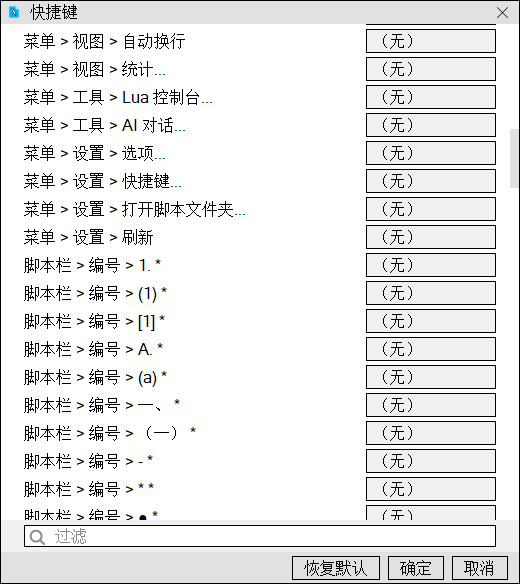 快捷键
菜单 > 视图 > 自动换行 （无）
菜单 > 视图 > 统计... （无）
菜单 > 工具 > Lua 控制台... （无）
菜单 > 工具 > AI 对话... （无）
菜单 > 设置 > 选项... （无）
菜单 > 设置 > 快捷键... （无）
菜单 > 设置 > 打开脚本文件夹... （无）
菜单 > 设置 > 刷新 （无）
脚本栏 > 编号 > 1. * （无）
脚本栏 > 编号 > (1) * （无）
脚本栏 > 编号 > [1] * （无）
脚本栏 > 编号 > A. * （无）
脚本栏 > 编号 > (a) * （无）
脚本栏 > 编号 > 一、 * （无）
脚本栏 > 编号 > （一） * （无）
脚本栏 > 编号 > - * （无）
脚本栏 > 编号 > * * （无）
脚本栏 > 编号 > ● * （无）
过滤
恢复默认 确定 取消